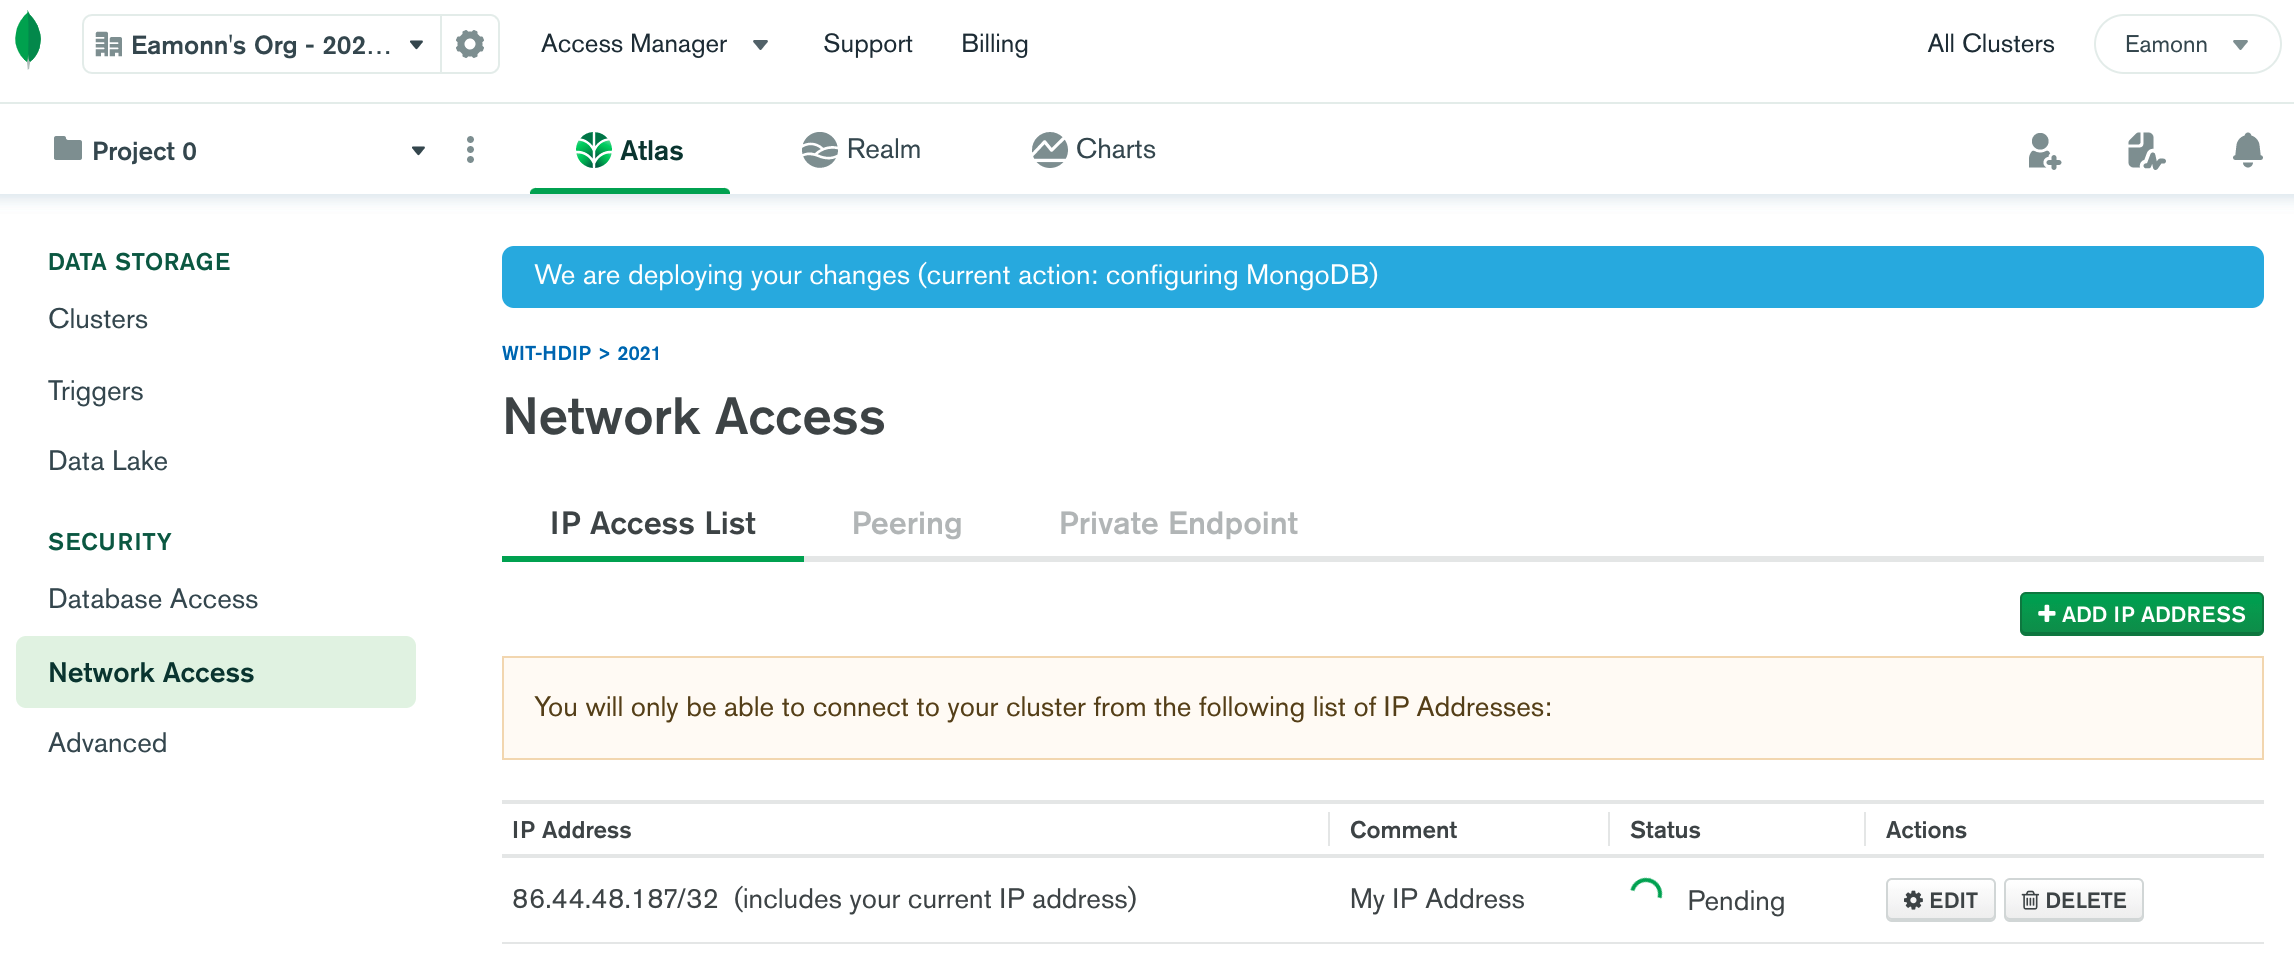 Eamonn's Org - 202...
Access Manager
Support
Billing
All Clusters
Eamonn
Project 0
Atlas
Realm
Charts
DATA STORAGE
Clusters
Triggers
Data Lake
SECURITY
Database Access
Network Access
Advanced
We are deploying your changes (current action: configuring MongoDB)
WIT-HDIP > 2021
Network Access
IP Access List
Peering
Private Endpoint
+ ADD IP ADDRESS
You will only be able to connect to your cluster from the following list of IP Addresses:
IP Address
Comment
Status
Actions
86.44.48.187/32 (includes your current IP address)
My IP Address
Pending
EDIT
DELETE